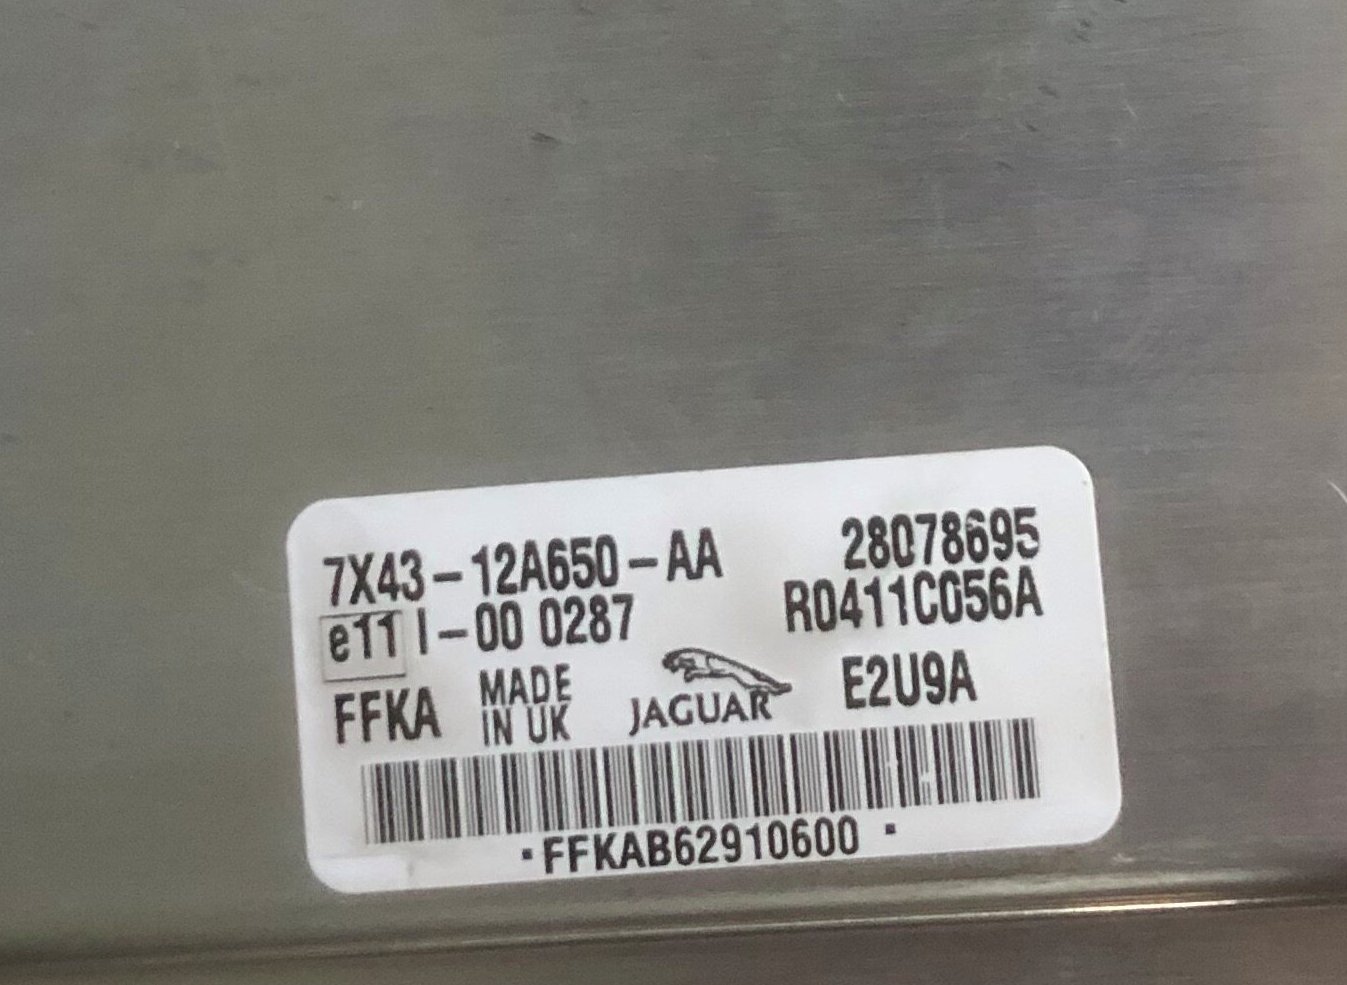 7X43-12A650-AA 28078695
e11 I-00 0287 R0411C056A
FFKA MADE IN UK JAGUAR E2U9A
·FFKAB62910600 ·